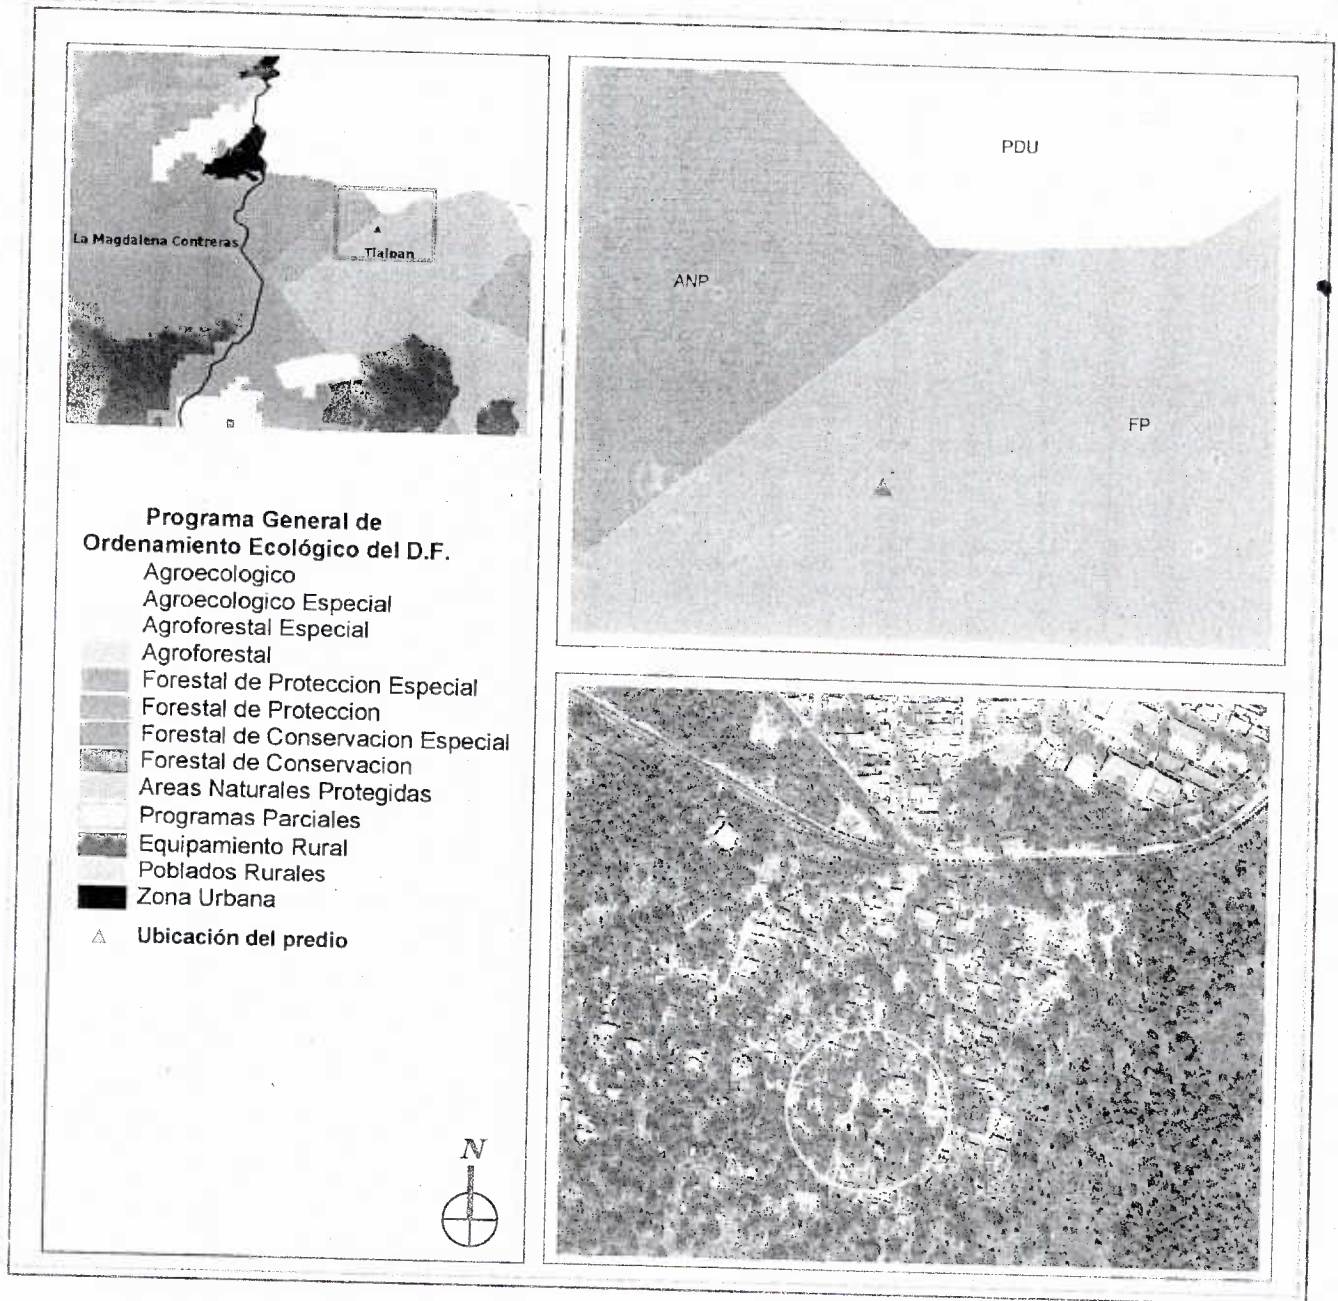 La Magdalena Contreras
Tlalpan
PDU
ANP
FP
Programa General de
Ordenamiento Ecológico del D.F.
Agroecologico
Agroecologico Especial
Agroforestal Especial
Agroforestal
Forestal de Proteccion Especial
Forestal de Proteccion
Forestal de Conservacion Especial
Forestal de Conservacion
Areas Naturales Protegidas
Programas Parciales
Equipamiento Rural
Poblados Rurales
Zona Urbana
Ubicación del predio
N